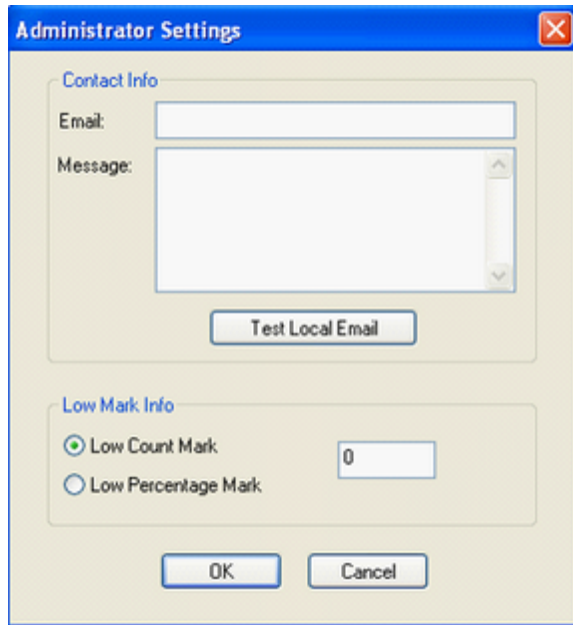 Administrator Settings
Contact Info
Email:
Message:
Test Local Email
Low Mark Info
Low Count Mark
0
Low Percentage Mark
OK Cancel